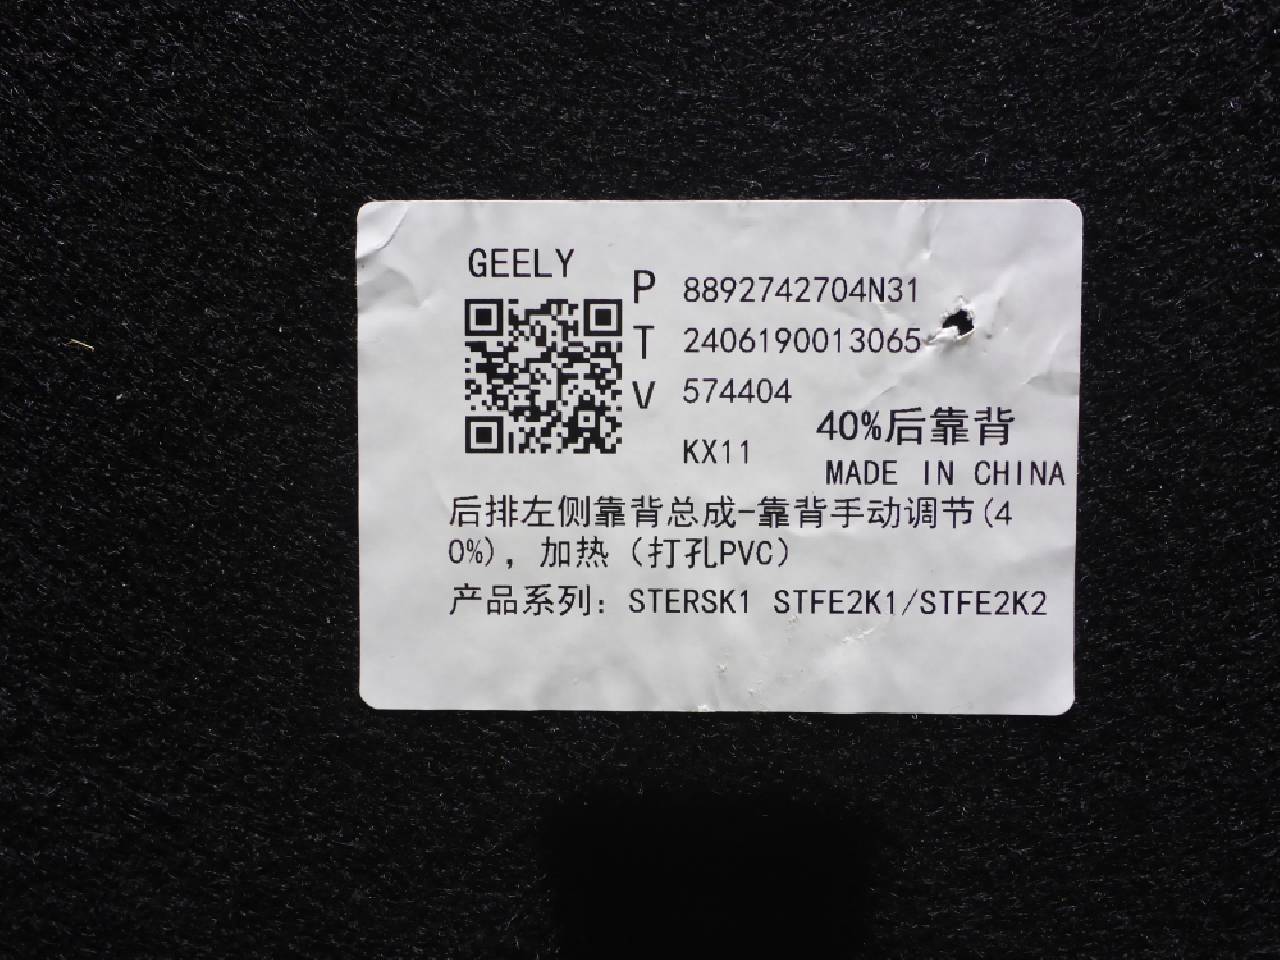 GEELY
P 8892742704N31
T 2406190013065
V 574404
KX11
40%后靠背
MADE IN CHINA
后排左侧靠背总成-靠背手动调节(4
0%)，加热（打孔PVC）
产品系列：STERSK1 STFE2K1/STFE2K2